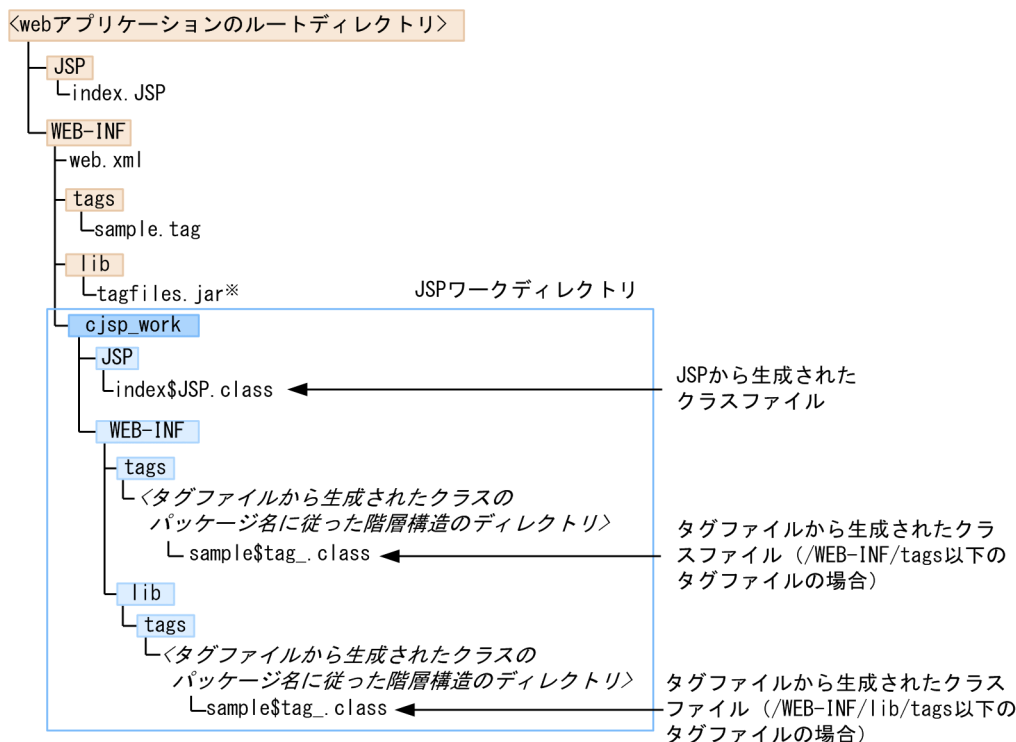 <webアプリケーションのルートディレクトリ>
JSP
index.JSP
WEB-INF
web.xml
tags
sample.tag
lib
tagfiles.jar※
JSPワークディレクトリ
cjsp_work
JSP
index$JSP.class
JSPから生成された
クラスファイル
WEB-INF
tags
<タグファイルから生成されたクラスの
パッケージ名に従った階層構造のディレクトリ>
sample$tag_.class
タグファイルから生成されたクラ
スファイル（/WEB-INF/tags以下の
タグファイルの場合）
lib
tags
<タグファイルから生成されたクラスの
パッケージ名に従った階層構造のディレクトリ>
sample$tag_.class
タグファイルから生成されたクラス
ファイル（/WEB-INF/lib/tags以下の
タグファイルの場合）